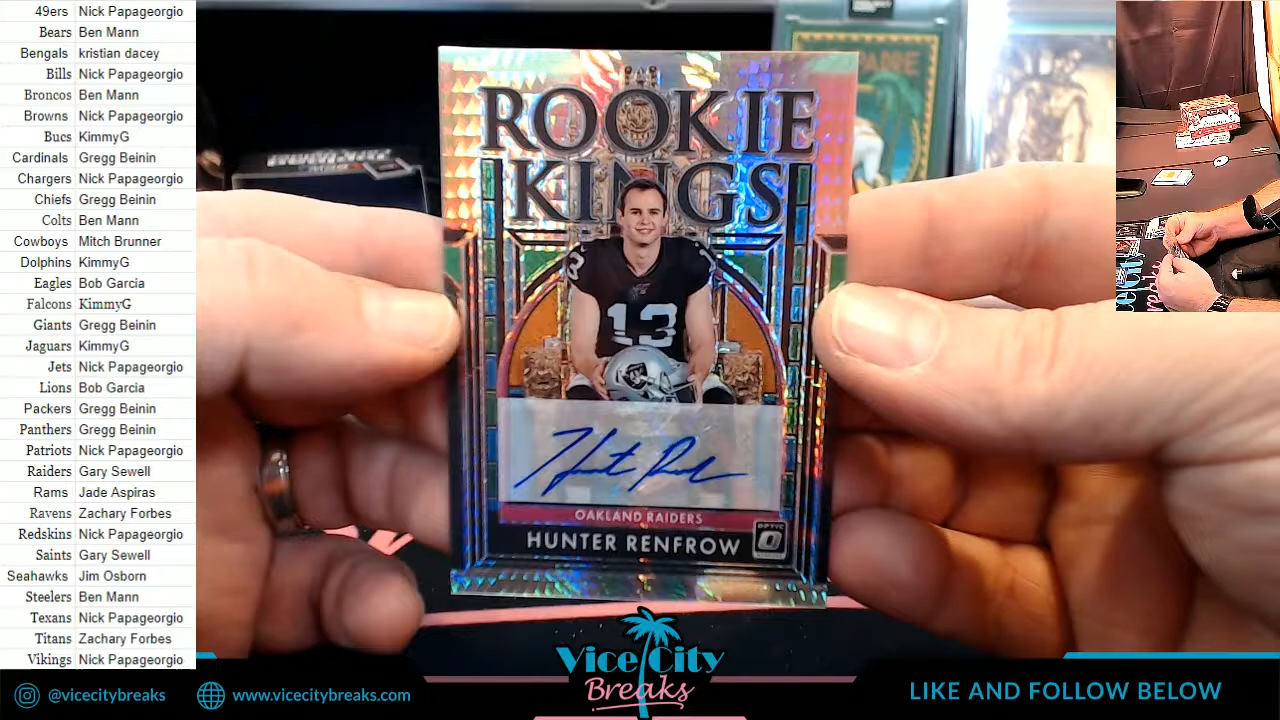 49ers Nick Papageorgio
Bears Ben Mann
Bengals kristian dacey
Bills Nick Papageorgio
Broncos Ben Mann
Browns Nick Papageorgio
Bucs KimmyG
Cardinals Gregg Beinin
Chargers Nick Papageorgio
Chiefs Gregg Beinin
Colts Ben Mann
Cowboys Mitch Brunner
Dolphins KimmyG
Eagles Bob Garcia
Falcons KimmyG
Giants Gregg Beinin
Jaguars KimmyG
Jets Nick Papageorgio
Lions Bob Garcia
Packers Gregg Beinin
Panthers Gregg Beinin
Patriots Nick Papageorgio
Raiders Gary Sewell
Rams Jade Aspiras
Ravens Zachary Forbes
Redskins Nick Papageorgio
Saints Gary Sewell
Seahawks Jim Osborn
Steelers Ben Mann
Texans Nick Papageorgio
Titans Zachary Forbes
Vikings Nick Papageorgio
ROOKIE
KINGS
13
OAKLAND RAIDERS
HUNTER RENFROW
OPTIC
Vice City
Breaks
@vicecitybreaks
www.vicecitybreaks.com
LIKE AND FOLLOW BELOW